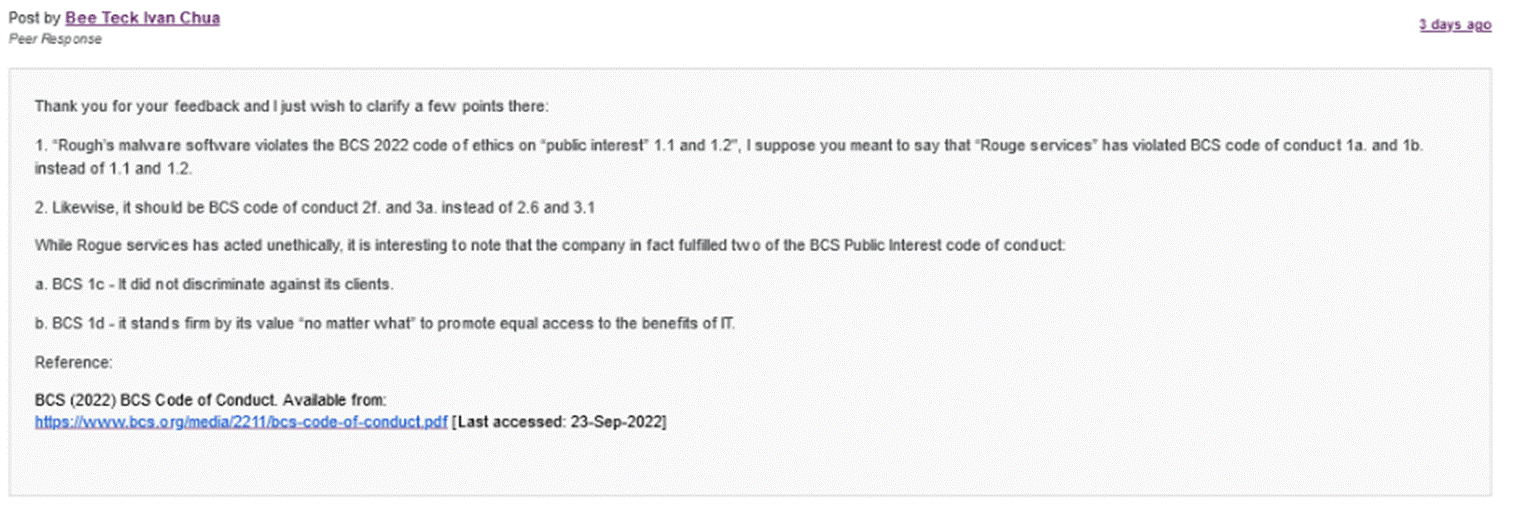 Post by Bee Teck Ivan Chua
3 days ago
Peer Response
Thank you for your feedback and I just wish to clarify a few points there:
1. “Rough's malware software violates the BCS 2022 code of ethics on “public interest” 1.1 and 1.2”, I suppose you meant to say that “Rouge services” has violated BCS code of conduct 1a. and 1b.
instead of 1.1 and 1.2.
2. Likewise, it should be BCS code of conduct 2f. and 3a. instead of 2.6 and 3.1
While Rogue services has acted unethically, it is interesting to note that the company in fact fulfilled two of the BCS Public Interest code of conduct:
a. BCS 1c - It did not discriminate against its clients.
b. BCS 1d - it stands firm by its value “no matter what” to promote equal access to the benefits of IT.
Reference:
BCS (2022) BCS Code of Conduct. Available from:
https://www.bcs.org/media/2211/bcs-code-of-conduct.pdf [Last accessed: 23-Sep-2022]